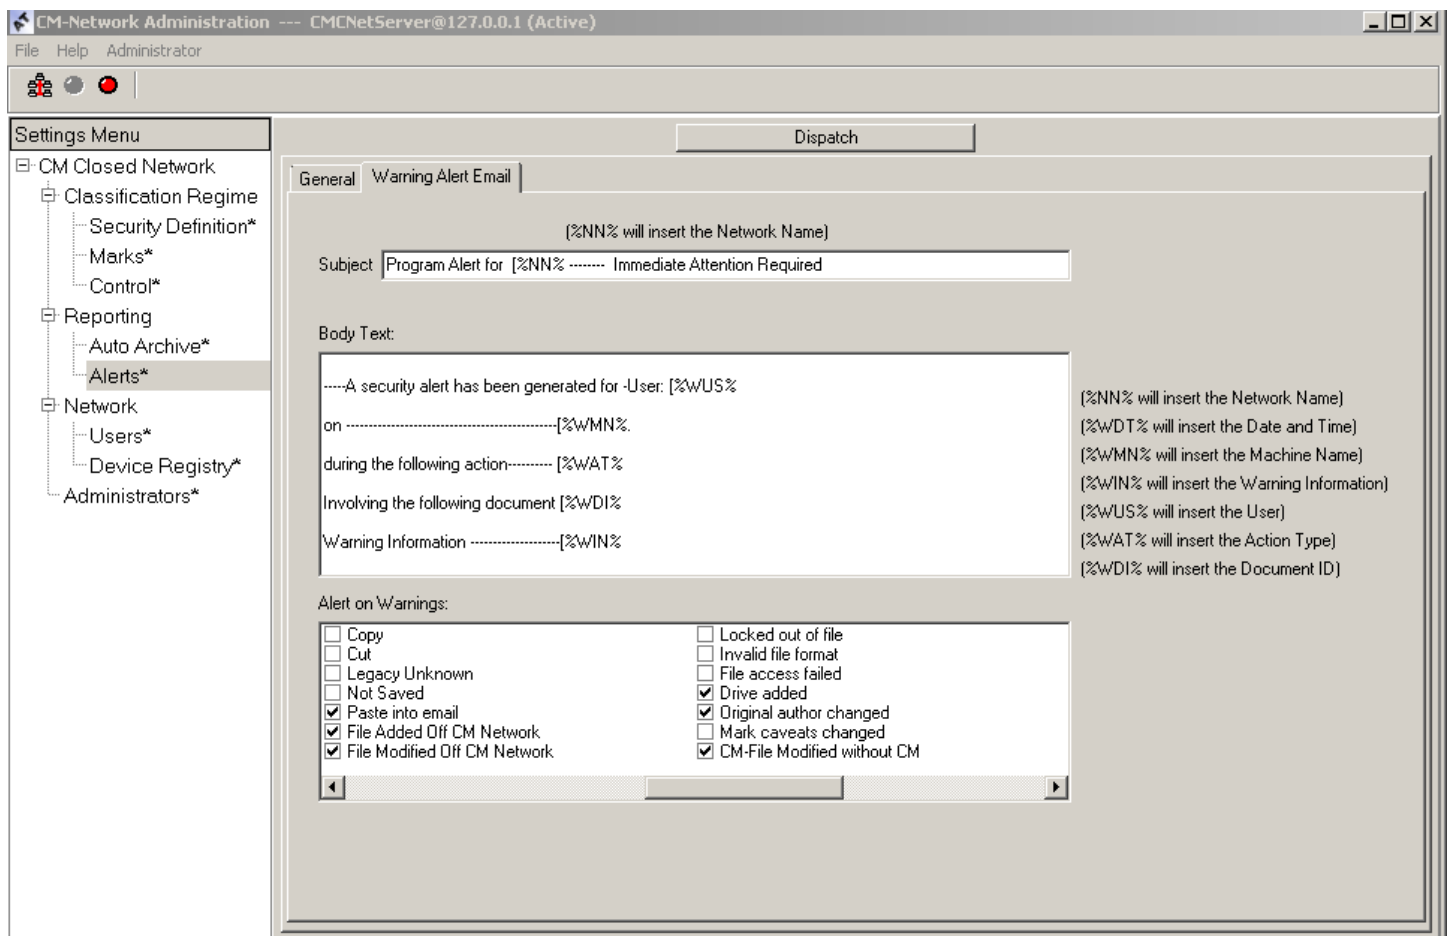 CM-Network Administration --- CMCNetServer@127.0.0.1 (Active)
File Help Administrator
Settings Menu
CM Closed Network
Classification Regime
Security Definition*
Marks*
Control*
Reporting
Auto Archive*
Alerts*
Network
Users*
Device Registry*
Administrators*
Dispatch
General
Warning Alert Email
(%NN% will insert the Network Name)
Subject Program Alert for [%NN% -------- Immediate Attention Required
Body Text:
-----A security alert has been generated for -User: [%WUS%
on ---------------------------------------------[%WMN%.
during the following action---------- [%WAT%
Involving the following document [%WDI%
Warning Information -------------------[%WIN%
(%NN% will insert the Network Name)
(%WDT% will insert the Date and Time)
(%WMN% will insert the Machine Name)
(%WIN% will insert the Warning Information)
(%WUS% will insert the User)
(%WAT% will insert the Action Type)
(%WDI% will insert the Document ID)
Alert on Warnings:
Copy
Cut
Legacy Unknown
Not Saved
Paste into email
File Added Off CM Network
File Modified Off CM Network
Locked out of file
Invalid file format
File access failed
Drive added
Original author changed
Mark caveats changed
CM-File Modified without CM